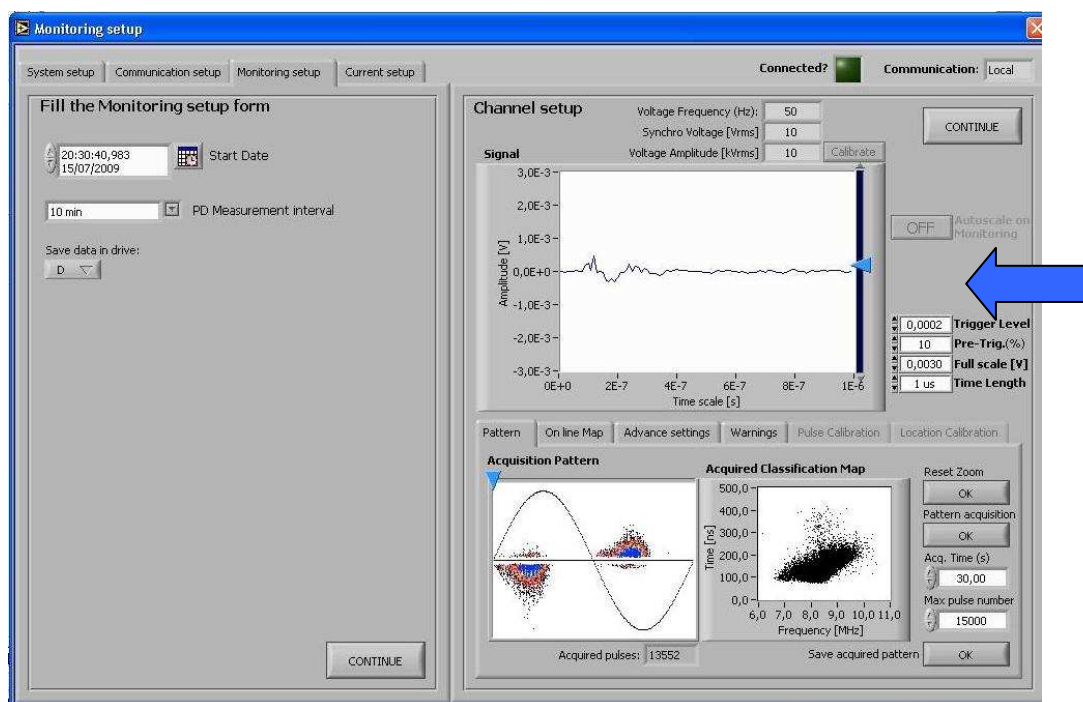 Monitoring setup
System setup
Communication setup
Monitoring setup
Current setup
Connected?
Communication: Local
Fill the Monitoring setup form
20:30:40,983
15/07/2009
Start Date
10 min
PD Measurement interval
Save data in drive:
D
CONTINUE
Channel setup
Voltage Frequency (Hz): 50
Synchro Voltage [Vrms] 10
Voltage Amplitude [kVrms] 10
Calibrate
CONTINUE
Signal
3,0E-3
2,0E-3
1,0E-3
0,0E+0
-1,0E-3
-2,0E-3
-3,0E-3
Amplitude [V]
0E+0 2E-7 4E-7 6E-7 8E-7 1E-6
Time scale [s]
OFF
Autoscale on
Monitoring
0,0002 Trigger Level
10 Pre-Trig.(%)
0,0030 Full scale [V]
1 us Time Length
Pattern
On line Map
Advance settings
Warnings
Pulse Calibration
Location Calibration
Acquisition Pattern
Acquired pulses: 13552
Acquired Classification Map
500,0
400,0
300,0
200,0
100,0
0,0
Time [ns]
6,0 7,0 8,0 9,0 10,0 11,0
Frequency [MHz]
Reset Zoom
OK
Pattern acquisition
OK
Acq. Time (s)
30,00
Max pulse number
15000
Save acquired pattern OK